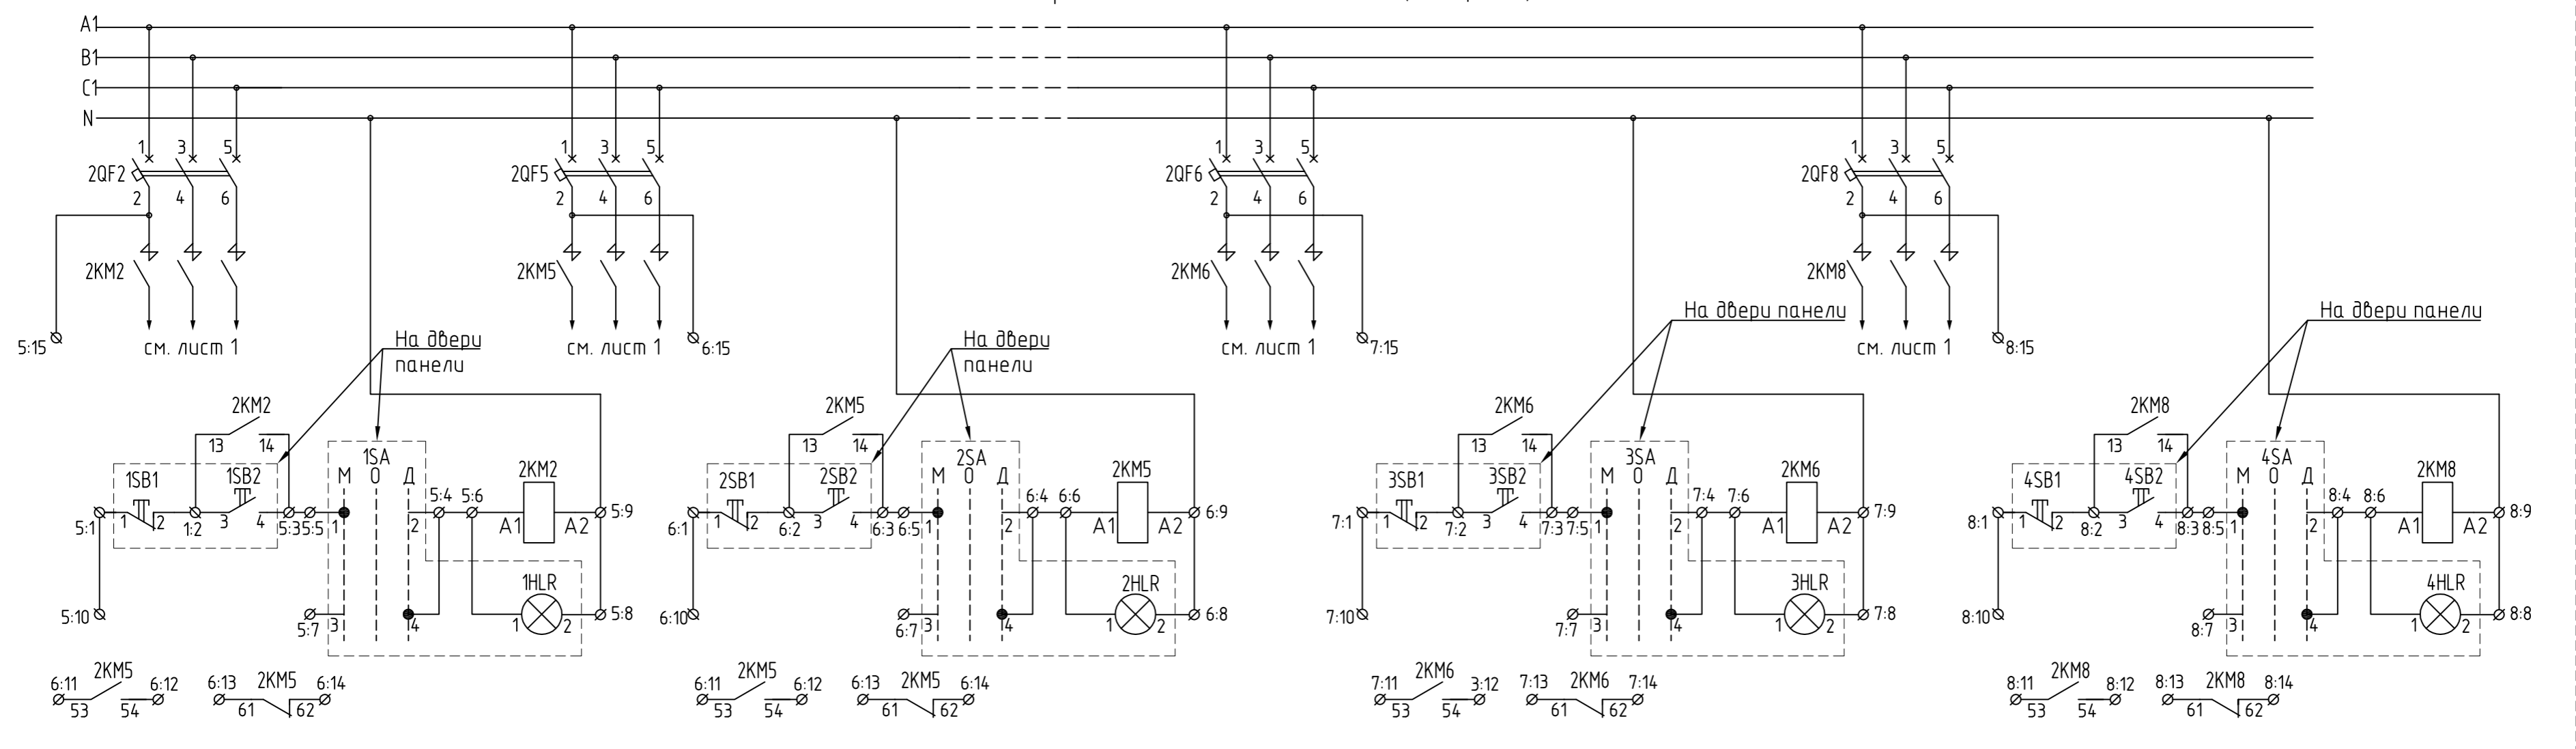 A1
B1
C1
N
1 3 5
2QF2
2 4 6
2KM2
см. лист 1
5:15
1 3 5
2QF5
2 4 6
2KM5
см. лист 1
6:15
1 3 5
2QF6
2 4 6
2KM6
см. лист 1
7:15
1 3 5
2QF8
2 4 6
2KM8
см. лист 1
8:15
На двери
панели
На двери
панели
На двери панели
На двери панели
2KM2
13 14
1SB1 1SB2
5:1 1 2 1:2 3 4 5:3 5:5
1SA
М О Д
1 2 5:4 5:6
2KM2
A1 A2 5:9
5:10
5:7 3 4
1HLR
1 2 5:8
2KM5
13 14
2SB1 2SB2
6:1 1 2 6:2 3 4 6:3 6:5
2SA
М О Д
1 2 6:4 6:6
2KM5
A1 A2 6:9
6:10
6:7 3 4
2HLR
1 2 6:8
2KM6
13 14
3SB1 3SB2
7:1 1 2 7:2 3 4 7:3 7:5
3SA
М О Д
1 2 7:4 7:6
2KM6
A1 A2 7:9
7:10
7:7 3 4
3HLR
1 2 7:8
2KM8
13 14
4SB1 4SB2
8:1 1 2 8:2 3 4 8:3 8:5
4SA
М О Д
1 2 8:4 8:6
2KM8
A1 A2 8:9
8:10
8:7 3 4
4HLR
1 2 8:8
6:11 2KM5 6:12
53 54
6:13 2KM5 6:14
61 62
6:11 2KM5 6:12
53 54
6:13 2KM5 6:14
61 62
7:11 2KM6 3:12
53 54
7:13 2KM6 7:14
61 62
8:11 2KM8 8:12
53 54
8:13 2KM8 8:14
61 62